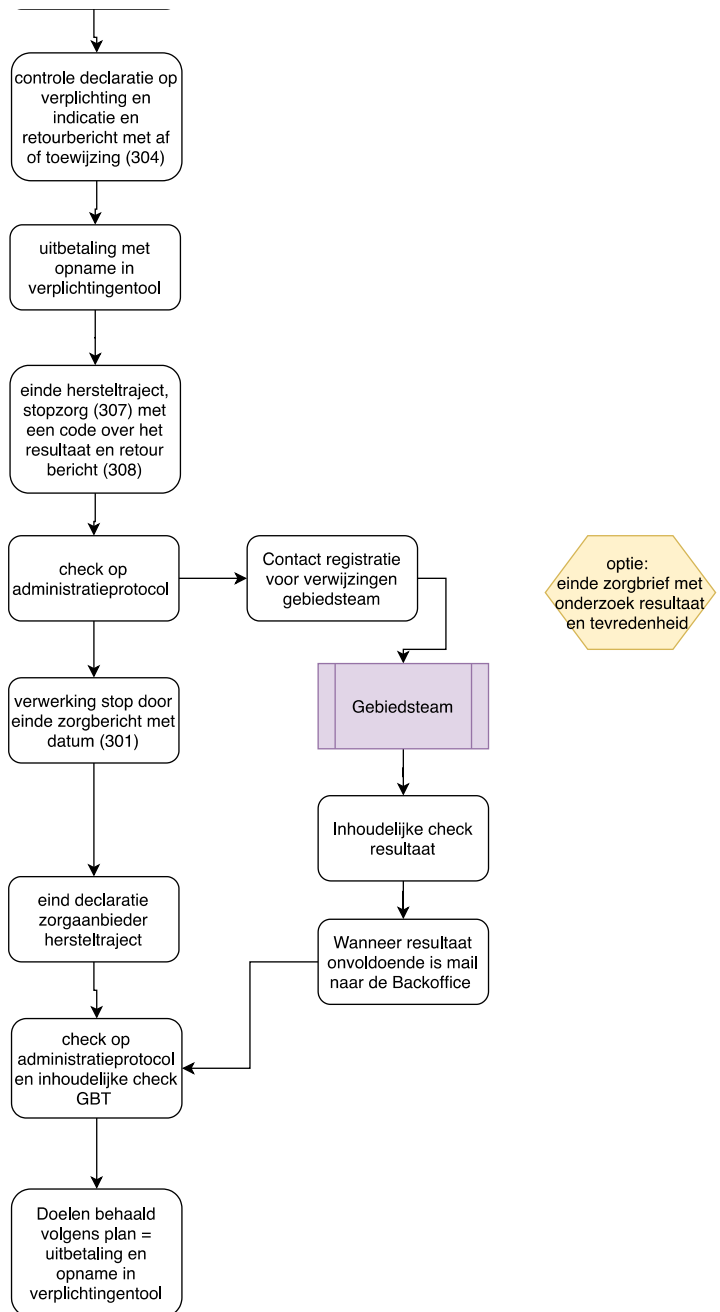 controle declaratie op
verplichting en
indicatie en
retourbericht met af
of toewijzing (304)
uitbetaling met
opname in
verplichtingentool
einde hersteltraject,
stopzorg (307) met
een code over het
resultaat en retour
bericht (308)
check op
administratieprotocol
Contact registratie
voor verwijzingen
gebiedsteam
optie:
einde zorgbrief met
onderzoek resultaat
en tevredenheid
verwerking stop door
einde zorgbericht met
datum (301)
Gebiedsteam
Inhoudelijke check
resultaat
eind declaratie
zorgaanbieder
hersteltraject
Wanneer resultaat
onvoldoende is mail
naar de Backoffice
check op
administratieprotocol
en inhoudelijke check
GBT
Doelen behaald
volgens plan =
uitbetaling en
opname in
verplichtingentool